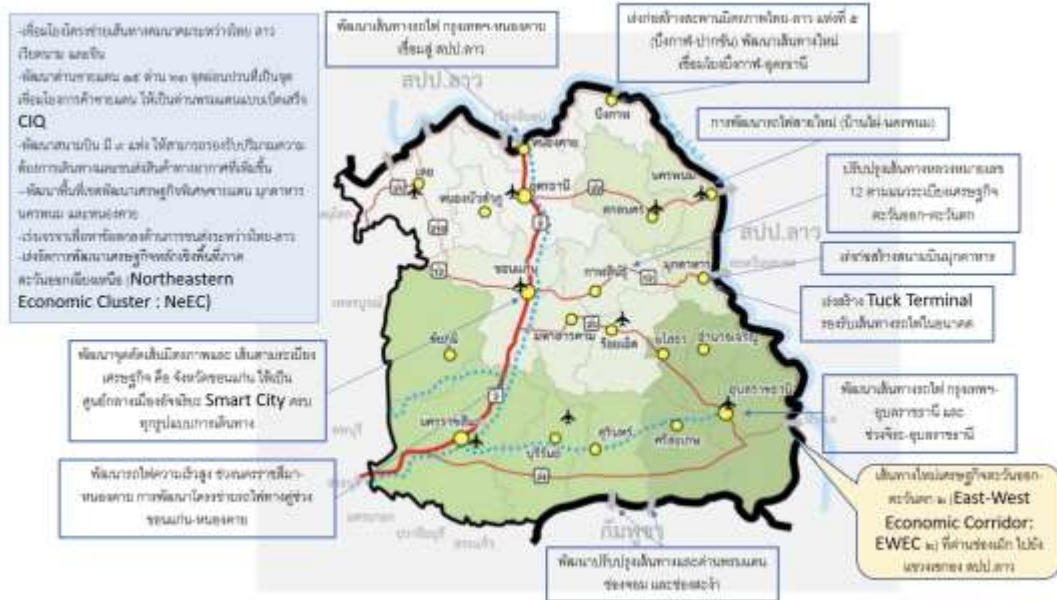 -เชื่อมโยงโครงข่ายเส้นทางคมนาคมระหว่างไทย ลาว
เวียดนาม และจีน
-พัฒนาด่านชายแดน ๑๕ ด่าน ๒๓ จุดผ่อนปรนที่เป็นจุด
เชื่อมโยงการค้าชายแดน ให้เป็นด่านพรมแดนแบบเบ็ดเสร็จ
CIQ
-พัฒนาสนามบิน มี ๙ แห่ง ให้สามารถรองรับปริมาณความ
ต้องการเดินทางและขนส่งสินค้าทางอากาศที่เพิ่มขึ้น
-พัฒนาพื้นที่เขตพัฒนาเศรษฐกิจพิเศษชายแดน มุกดาหาร
นครพนม และหนองคาย
-เร่งเจรจาเพื่อหาข้อตกลงด้านการขนส่งระหว่างไทย-ลาว
-เร่งรัดการพัฒนาเศรษฐกิจหลักเชิงพื้นที่ภาค
ตะวันออกเฉียงเหนือ (Northeastern
Economic Cluster : NeEC)
พัฒนาเส้นทางรถไฟ กรุงเทพฯ-หนองคาย
เชื่อมสู่ สปป.ลาว
เร่งก่อสร้างสะพานมิตรภาพไทย-ลาว แห่งที่ ๕
(บึงกาฬ-ปากซัน) พัฒนาเส้นทางใหม่
เชื่อมโยงบึงกาฬ-อุดรธานี
การพัฒนารถไฟสายใหม่ (บ้านไผ่-นครพนม)
ปรับปรุงเส้นทางหลวงหมายเลข
12 ตามแนวระเบียงเศรษฐกิจ
ตะวันออก-ตะวันตก
เร่งก่อสร้างสนามบินมุกดาหาร
เร่งสร้าง Tuck Terminal
รองรับเส้นทางรถไฟในอนาคต
พัฒนาเส้นทางรถไฟ กรุงเทพฯ-
อุบลราชธานี และ
ช่วงจิระ-อุบลราชธานี
เส้นทางใหม่เศรษฐกิจตะวันออก-
ตะวันตก ๒ (East-West
Economic Corridor:
EWEC ๒) ที่ด่านช่องเม็ก ไปยัง
แขวงเซกอง สปป.ลาว
พัฒนาจุดตัดเส้นมิตรภาพและ เส้นตามระเบียง
เศรษฐกิจ คือ จังหวัดขอนแก่น ให้เป็น
ศูนย์กลางเมืองอัจฉริยะ Smart City ครบ
ทุกรูปแบบการเดินทาง
พัฒนารถไฟความเร็วสูง ช่วงนครราชสีมา-
หนองคาย การพัฒนาโครงข่ายรถไฟทางคู่ช่วง
ขอนแก่น-หนองคาย
พัฒนาปรับปรุงเส้นทางและด่านพรมแดน
ช่องจอม และช่องสะงำ
สปป.ลาว
บึงกาฬ
หนองคาย
เลย
อุดรธานี
หนองบัวลำภู
นครพนม
สกลนคร
สปป.ลาว
ขอนแก่น
กาฬสินธุ์
มุกดาหาร
มหาสารคาม
ร้อยเอ็ด
ชัยภูมิ
ยโสธร
อำนาจเจริญ
อุบลราชธานี
นครราชสีมา
บุรีรัมย์
สุรินทร์
ศรีสะเกษ
กัมพูชา
2
22
210
12
12
2
24